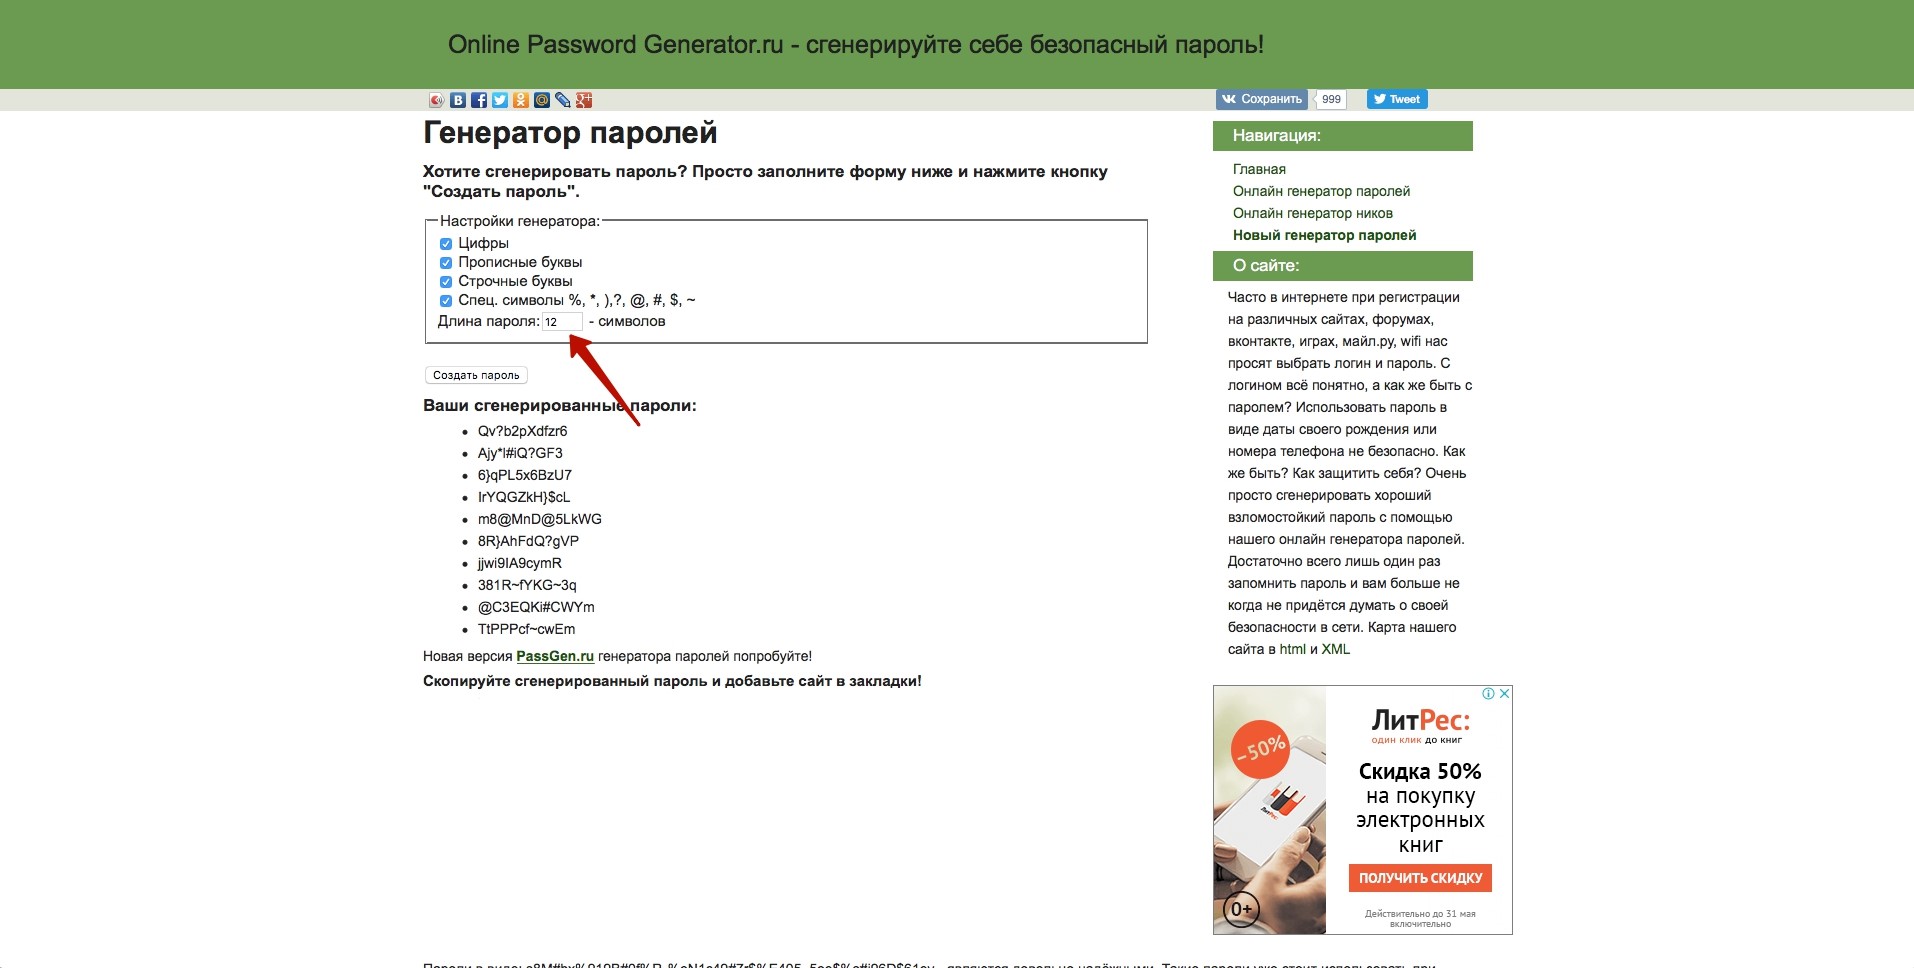 Online Password Generator.ru - сгенерируйте себе безопасный пароль!
Сохранить
999
Tweet
Генератор паролей
Хотите сгенерировать пароль? Просто заполните форму ниже и нажмите кнопку
"Создать пароль".
Настройки генератора:
Цифры
Прописные буквы
Строчные буквы
Спец. символы %, *, ),?, @, #, $, ~
Длина пароля: 12 - символов
Создать пароль
Ваши сгенерированные пароли:
Qv?b2pXdfzr6
Ajy*l#iQ?GF3
6}qPL5x6BzU7
IrYQGZkH}$cL
m8@MnD@5LkWG
8R}AhFdQ?gVP
jjwi9IA9cymR
381R~fYKG~3q
@C3EQKi#CWYm
TtPPPcf~cwEm
Новая версия PassGen.ru генератора паролей попробуйте!
Скопируйте сгенерированный пароль и добавьте сайт в закладки!
Навигация:
Главная
Онлайн генератор паролей
Онлайн генератор ников
Новый генератор паролей
О сайте:
Часто в интернете при регистрации
на различных сайтах, форумах,
вконтакте, играх, майл.ру, wifi нас
просят выбрать логин и пароль. С
логином всё понятно, а как же быть с
паролем? Использовать пароль в
виде даты своего рождения или
номера телефона не безопасно. Как
же быть? Как защитить себя? Очень
просто сгенерировать хороший
взломостойкий пароль с помощью
нашего онлайн генератора паролей.
Достаточно всего лишь один раз
запомнить пароль и вам больше не
когда не придётся думать о своей
безопасности в сети. Карта нашего
сайта в html и XML
-50%
ЛитРес:
один клик до книг
Скидка 50%
на покупку
электронных
книг
ПОЛУЧИТЬ СКИДКУ
Действительно до 31 мая
включительно
0+